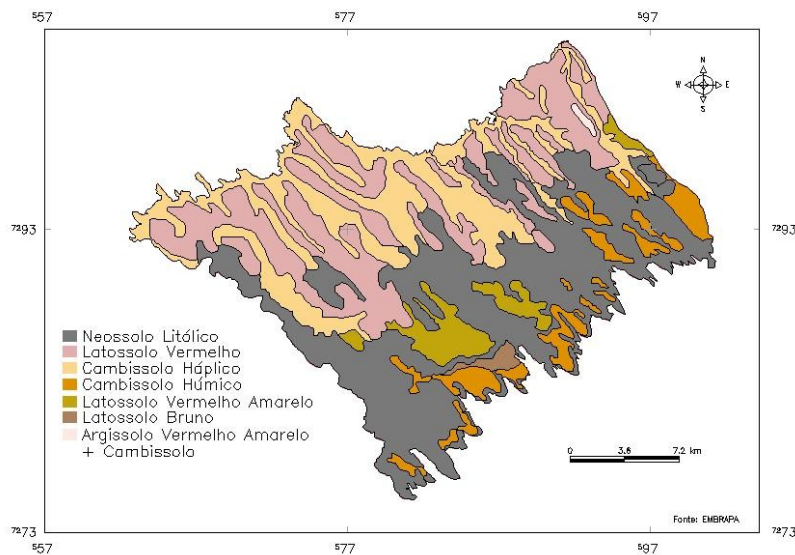 557 577 597
N
W E
S
7293 7293
Neossolo Litólico
Latossolo Vermelho
Cambissolo Háplico
Cambissolo Húmico
Latossolo Vermelho Amarelo
Latossolo Bruno
Argissolo Vermelho Amarelo
+ Cambissolo
0 3.6 7.2 km
Fonte: EMBRAPA
7273 7273
557 577 597